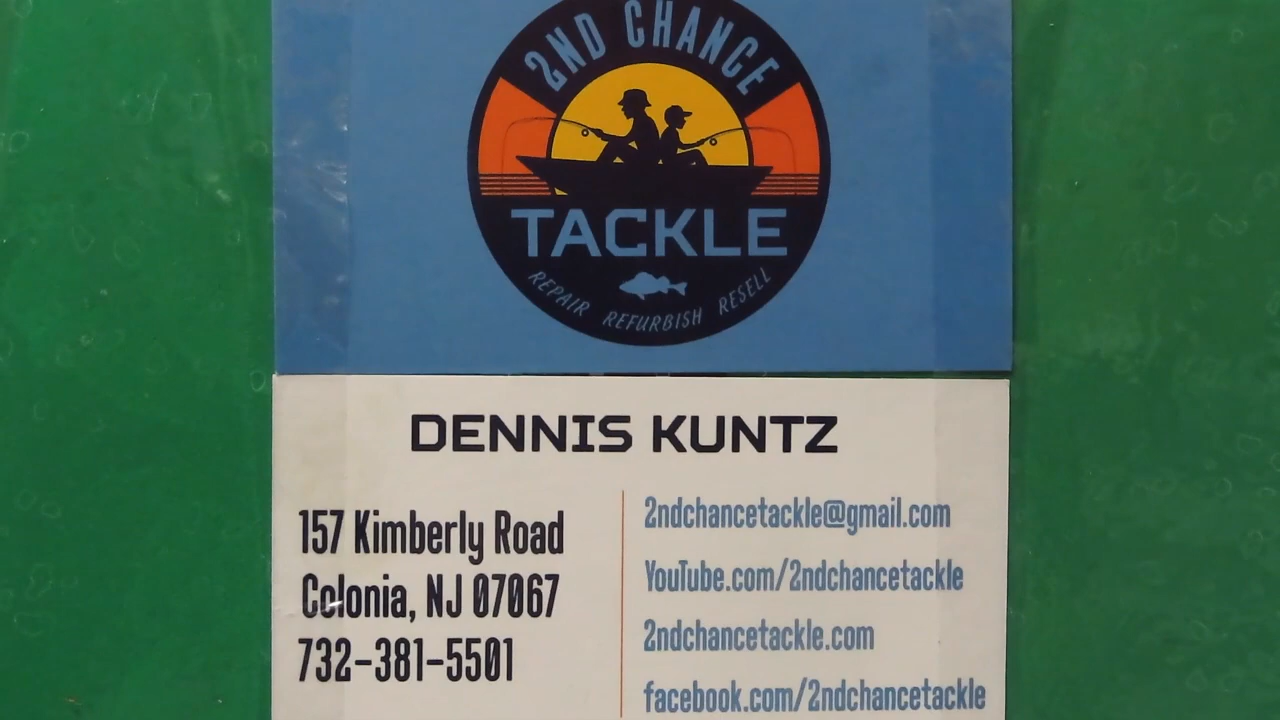 2ND CHANCE
TACKLE
REPAIR REFURBISH RESELL
DENNIS KUNTZ
157 Kimberly Road
Colonia, NJ 07067
732-381-5501
2ndchancetackle@gmail.com
YouTube.com/2ndchancetackle
2ndchancetackle.com
facebook.com/2ndchancetackle